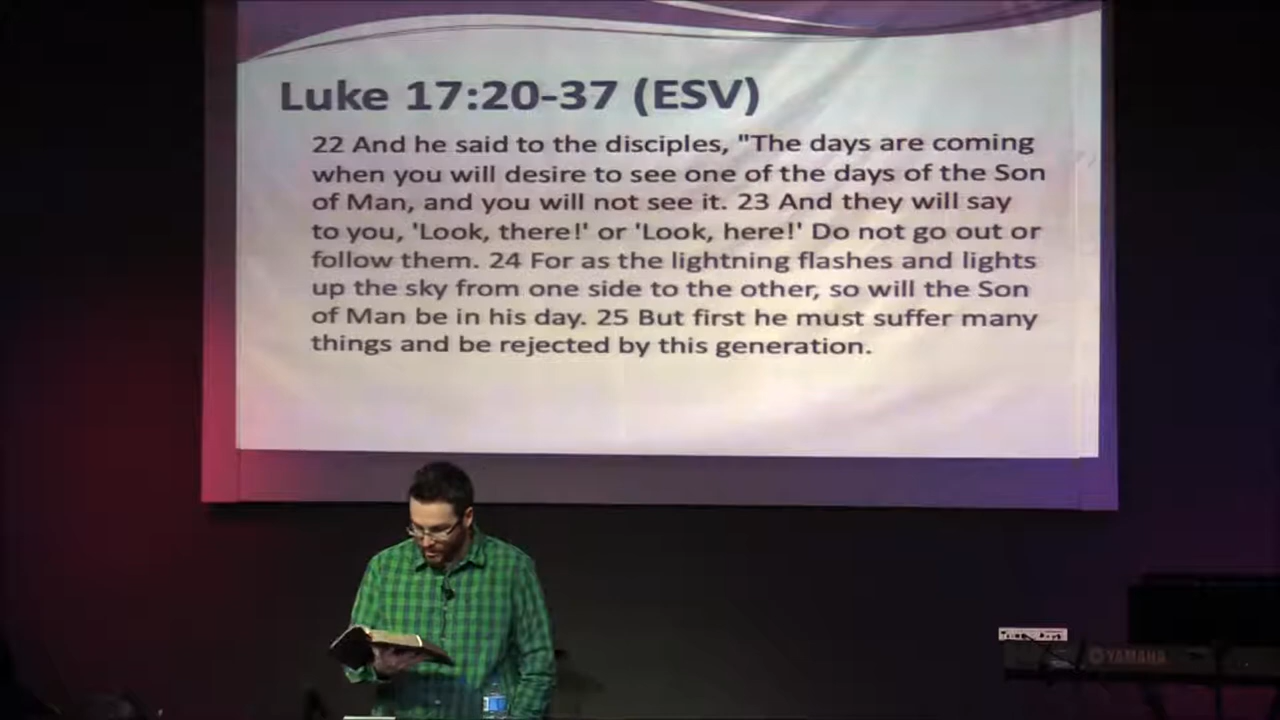 Luke 17:20-37 (ESV)
22 And he said to the disciples, "The days are coming
when you will desire to see one of the days of the Son
of Man, and you will not see it. 23 And they will say
to you, 'Look, there!' or 'Look, here!' Do not go out or
follow them. 24 For as the lightning flashes and lights
up the sky from one side to the other, so will the Son
of Man be in his day. 25 But first he must suffer many
things and be rejected by this generation.
YAMAHA